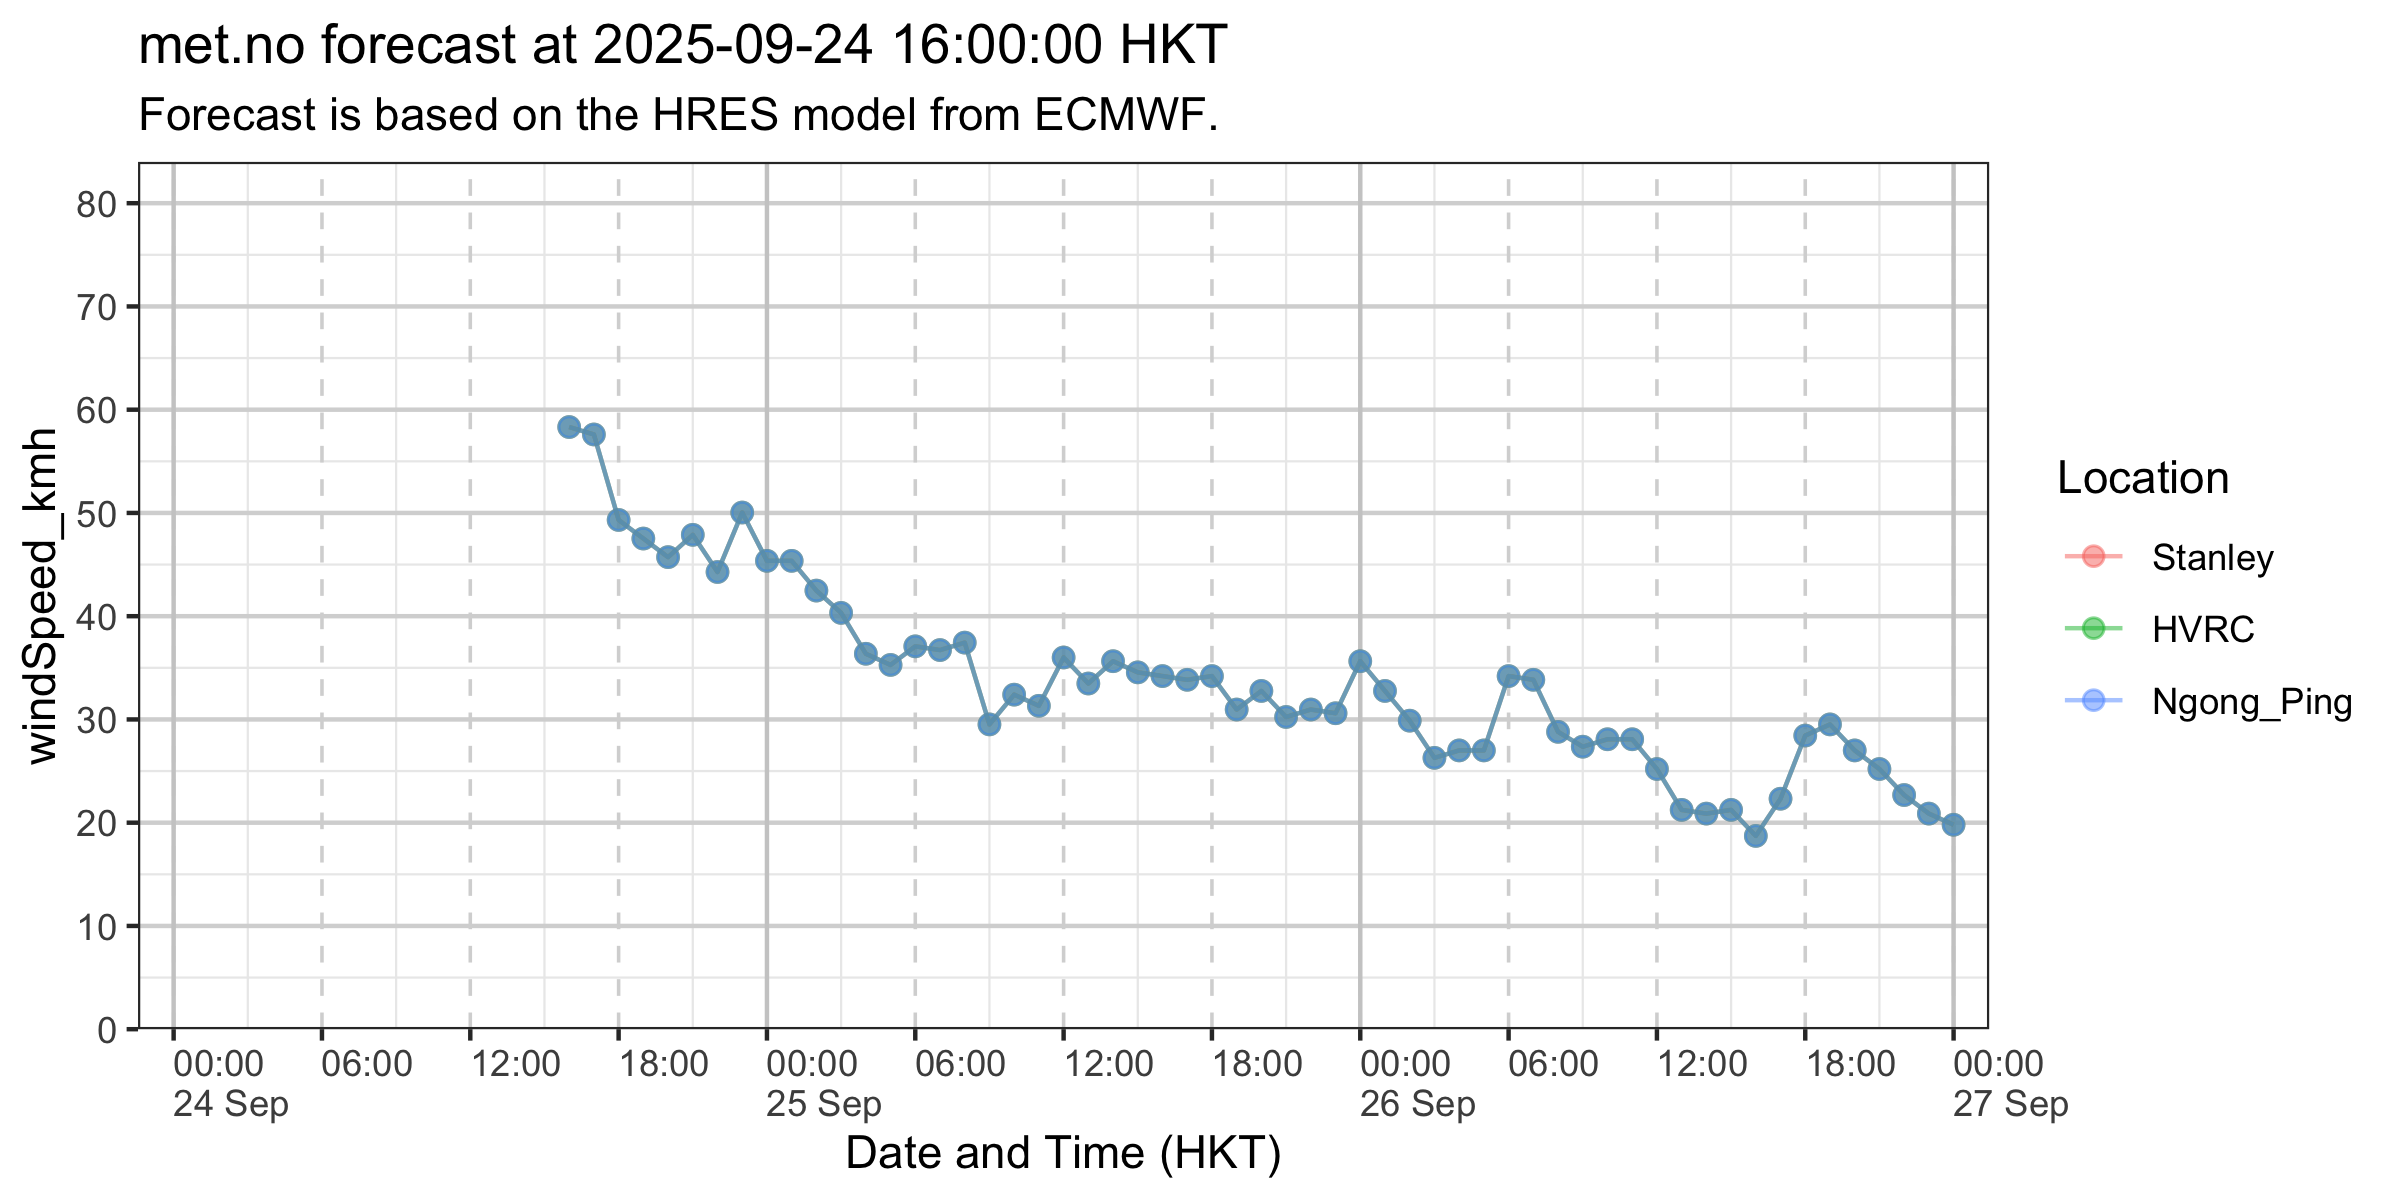 met.no forecast at 2025-09-24 16:00:00 HKT
Forecast is based on the HRES model from ECMWF.
windSpeed_kmh
80
70
60
50
40
30
20
10
0
00:00 06:00 12:00 18:00 00:00 06:00 12:00 18:00 00:00 06:00 12:00 18:00 00:00
24 Sep 25 Sep 26 Sep 27 Sep
Date and Time (HKT)
Location
Stanley
HVRC
Ngong_Ping